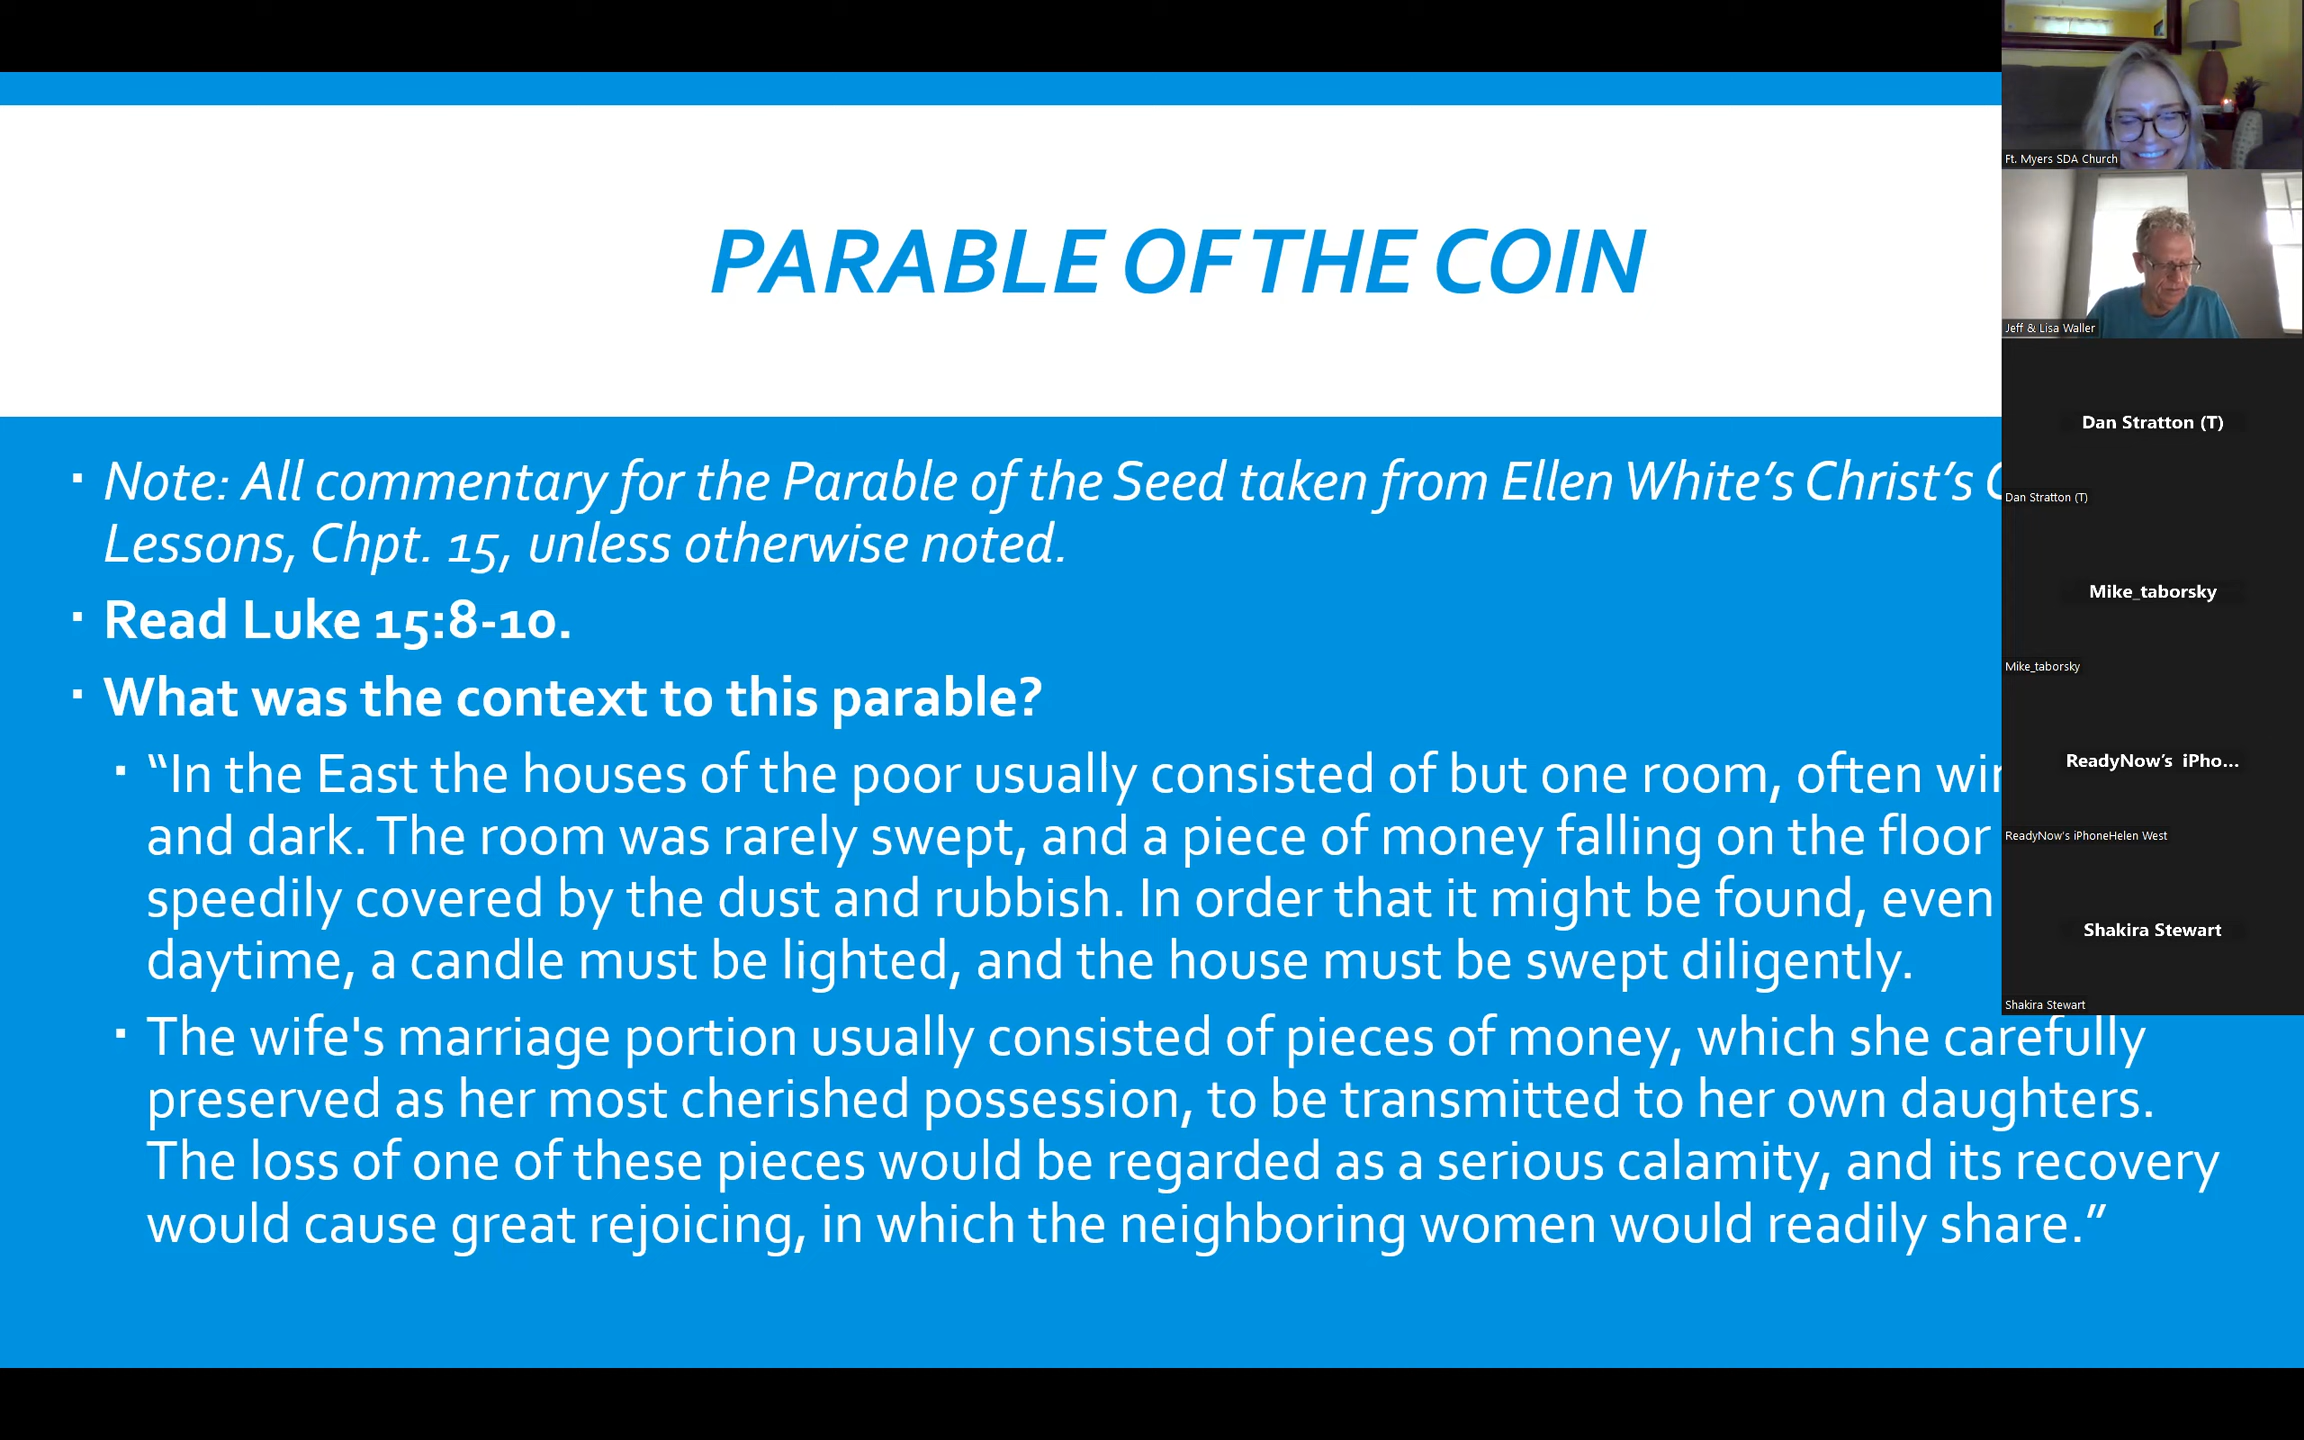 PARABLE OF THE COIN
Note: All commentary for the Parable of the Seed taken from Ellen White’s Christ’s
Lessons, Chpt. 15, unless otherwise noted.
Read Luke 15:8-10.
What was the context to this parable?
“In the East the houses of the poor usually consisted of but one room, often
and dark. The room was rarely swept, and a piece of money falling on the floor
speedily covered by the dust and rubbish. In order that it might be found, even
daytime, a candle must be lighted, and the house must be swept diligently.
The wife's marriage portion usually consisted of pieces of money, which she carefully
preserved as her most cherished possession, to be transmitted to her own daughters.
The loss of one of these pieces would be regarded as a serious calamity, and its recovery
would cause great rejoicing, in which the neighboring women would readily share.”
Ft. Myers SDA Church
Jeff & Lisa Waller
Dan Stratton (T)
Dan Stratton (T)
Mike_taborsky
Mike_taborsky
ReadyNow's iPho...
ReadyNow's iPhoneHelen West
Shakira Stewart
Shakira Stewart